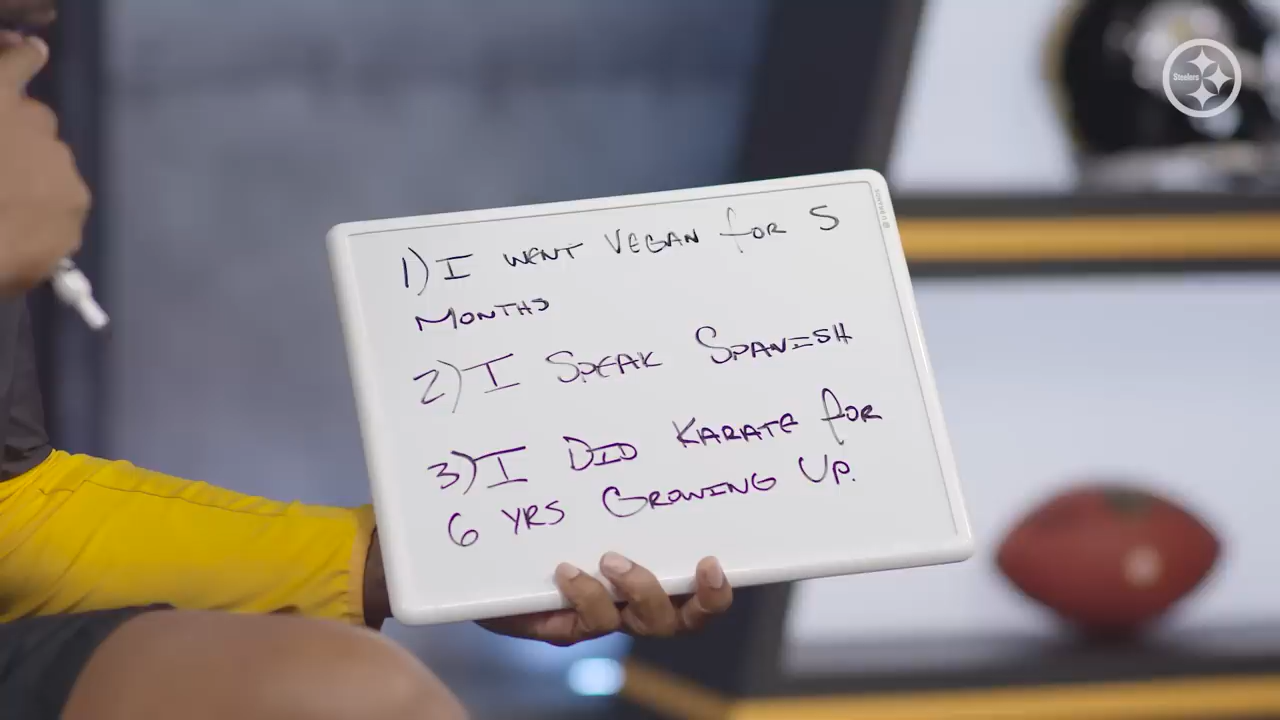 Steelers
1) I WENT VEGAN for 5
MONTHS
2) I SPEAK SPANISH
3) I DID KARATE for
6 YRS GROWING UP.